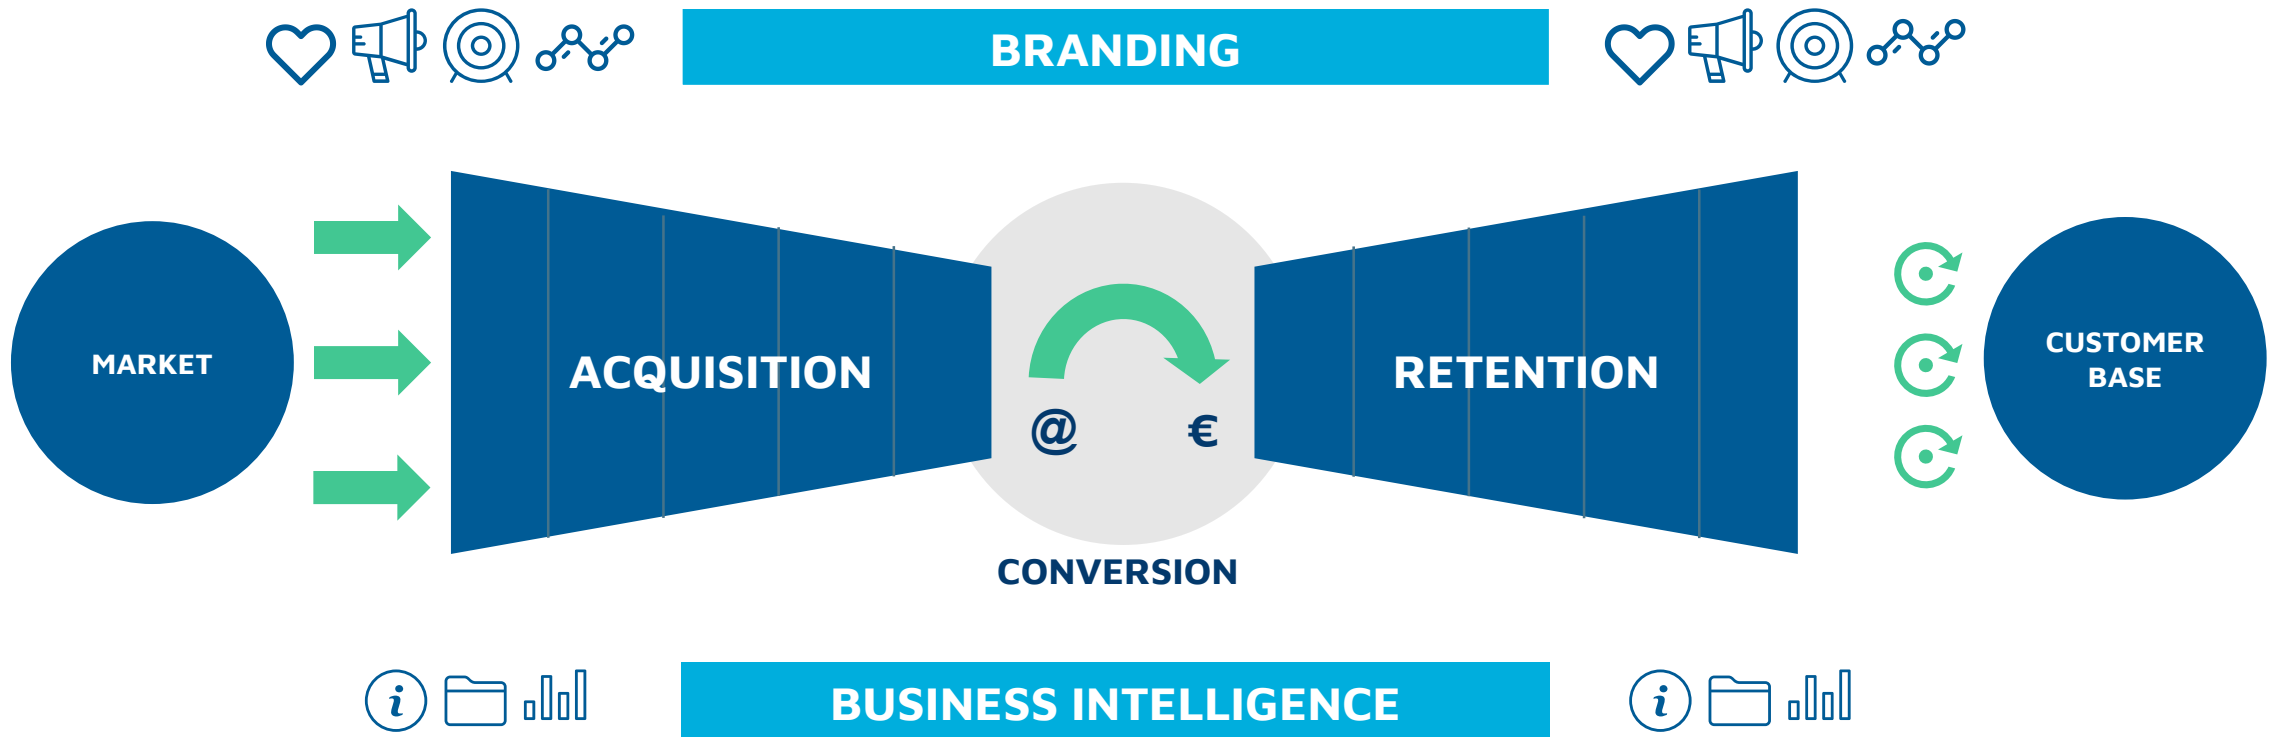 BRANDING
MARKET
ACQUISITION
@
€
CONVERSION
RETENTION
CUSTOMER
BASE
i
BUSINESS INTELLIGENCE
i